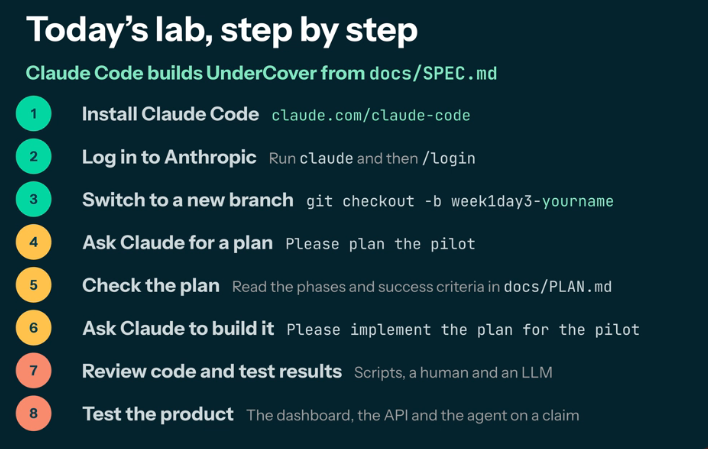 Today's lab, step by step
Claude Code builds UnderCover from docs/SPEC.md
1 Install Claude Code claude.com/claude-code
2 Log in to Anthropic Run claude and then /login
3 Switch to a new branch git checkout -b week1day3-yourname
4 Ask Claude for a plan Please plan the pilot
5 Check the plan Read the phases and success criteria in docs/PLAN.md
6 Ask Claude to build it Please implement the plan for the pilot
7 Review code and test results Scripts, a human and an LLM
8 Test the product The dashboard, the API and the agent on a claim